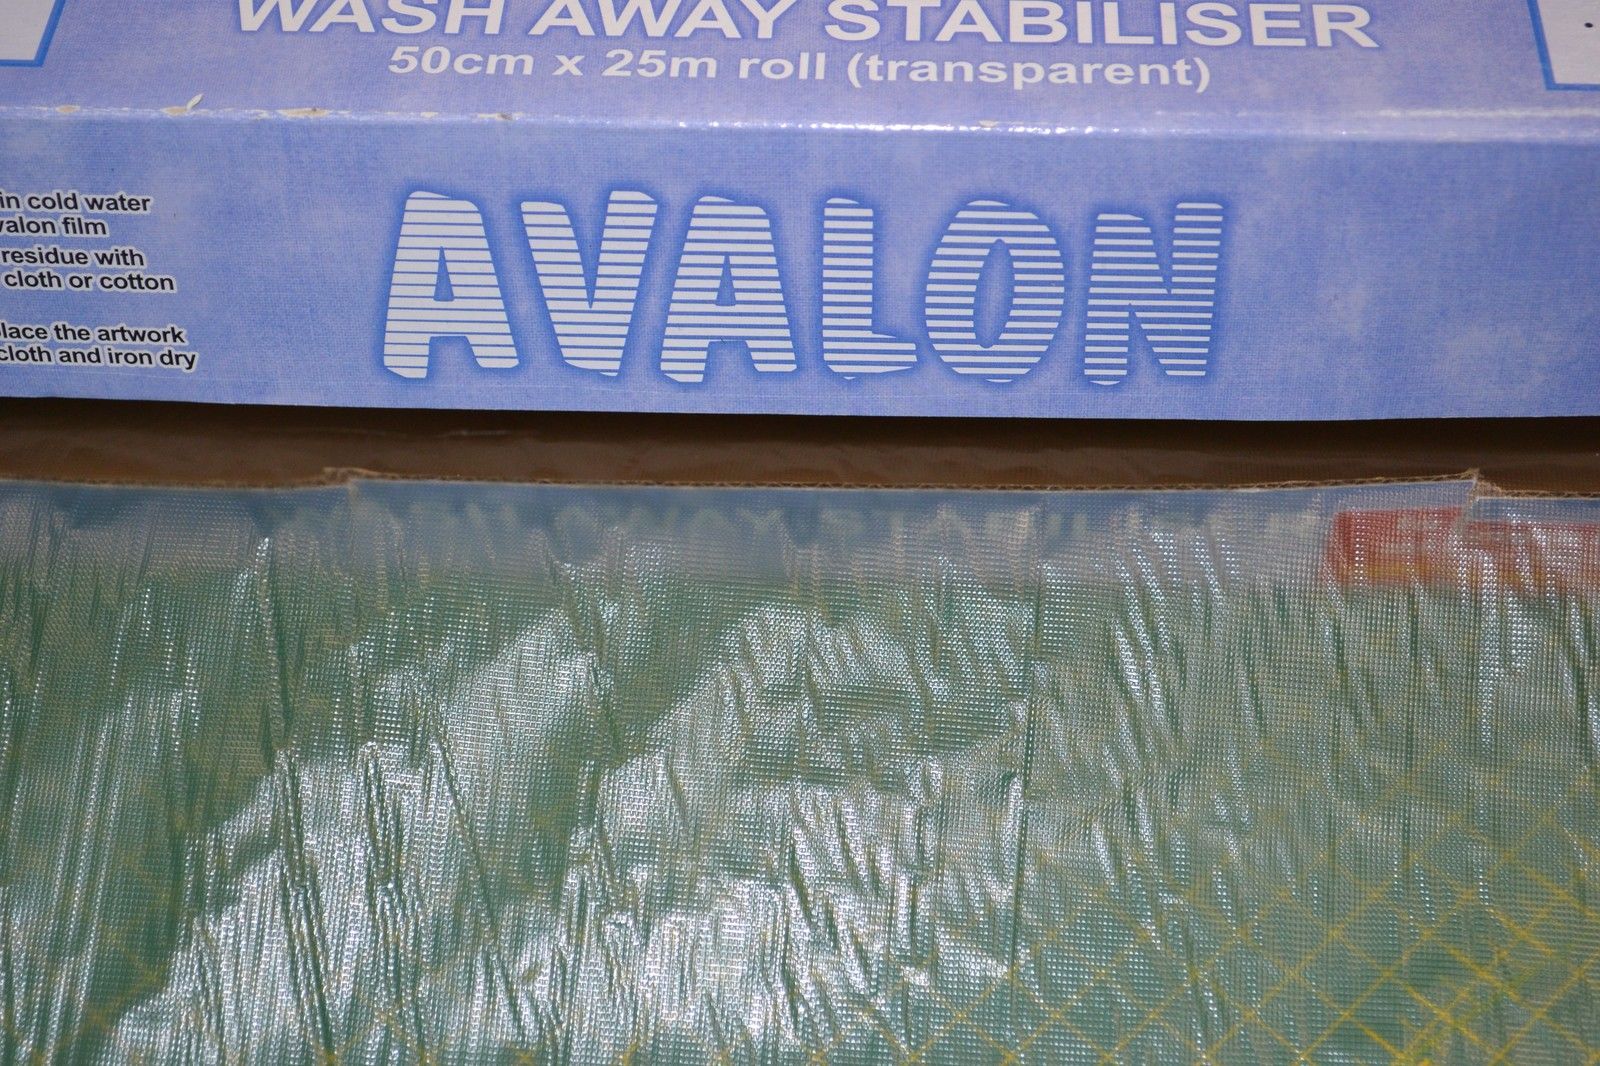 WASH AWAY STABILISER
50cm x 25m roll (transparent)
AVALON
in cold water
valon film
residue with
cloth or cotton
lace the artwork
cloth and iron dry